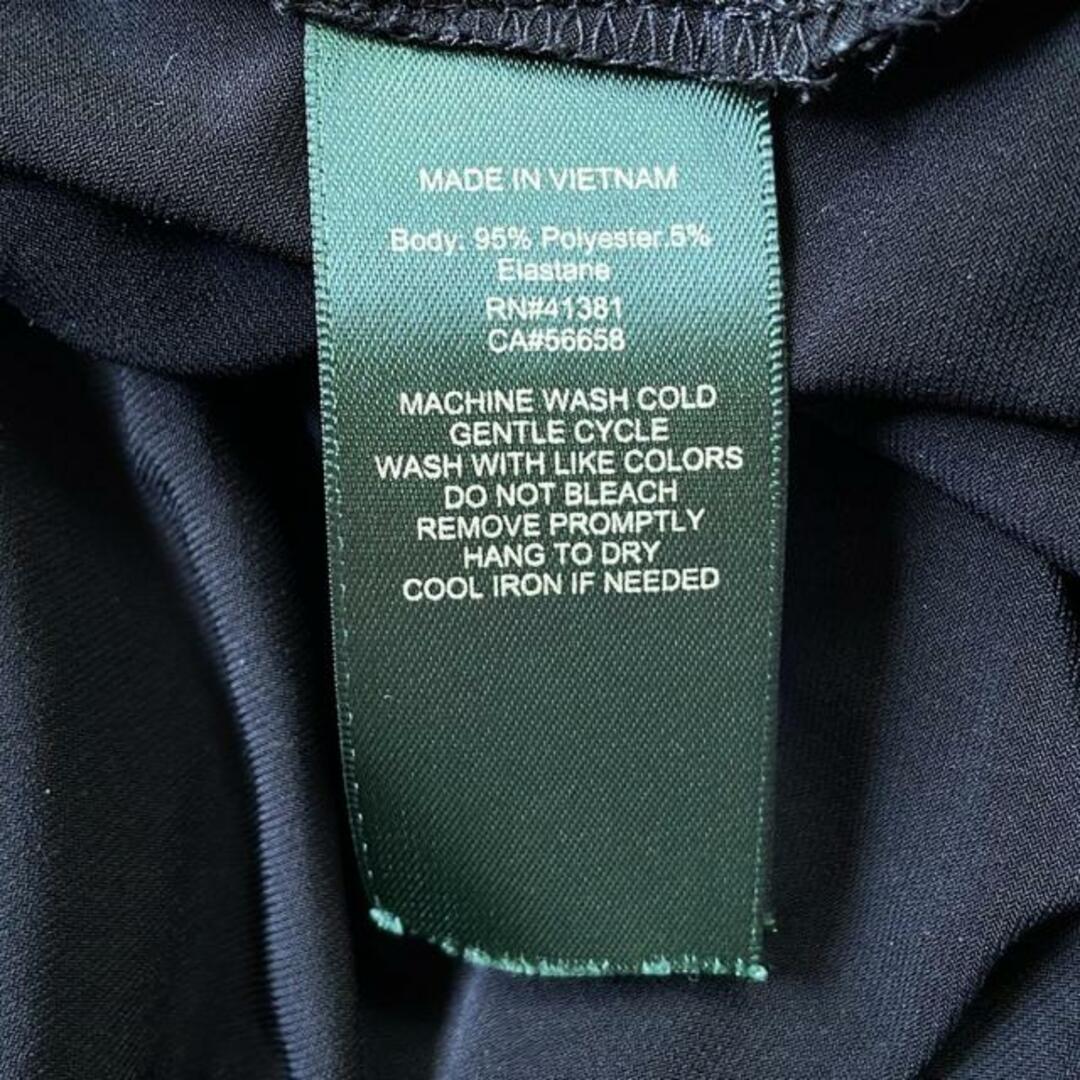 MADE IN VIETNAM
Body: 95% Polyester.5%
Elastane
RN#41381
CA#56658
MACHINE WASH COLD
GENTLE CYCLE
WASH WITH LIKE COLORS
DO NOT BLEACH
REMOVE PROMPTLY
HANG TO DRY
COOL IRON IF NEEDED